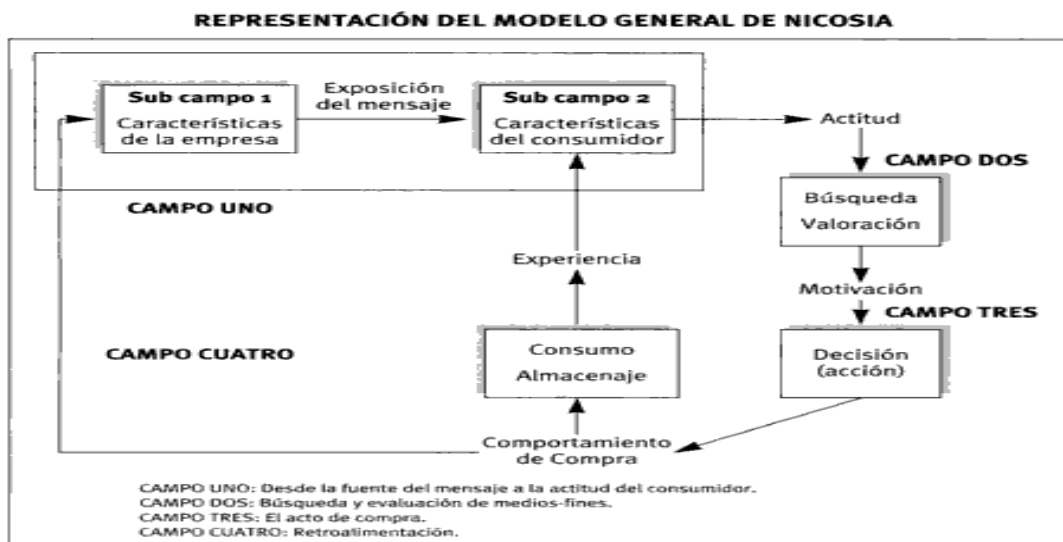 REPRESENTACIÓN DEL MODELO GENERAL DE NICOSIA
Sub campo 1
Características
de la empresa
Exposición
del mensaje
Sub campo 2
Características
del consumidor
Actitud
CAMPO DOS
CAMPO UNO
Búsqueda
Valoración
Experiencia
Motivación
CAMPO TRES
CAMPO CUATRO
Consumo
Almacenaje
Decisión
(acción)
Comportamiento
de Compra
CAMPO UNO: Desde la fuente del mensaje a la actitud del consumidor.
CAMPO DOS: Búsqueda y evaluación de medios-fines.
CAMPO TRES: El acto de compra.
CAMPO CUATRO: Retroalimentación.